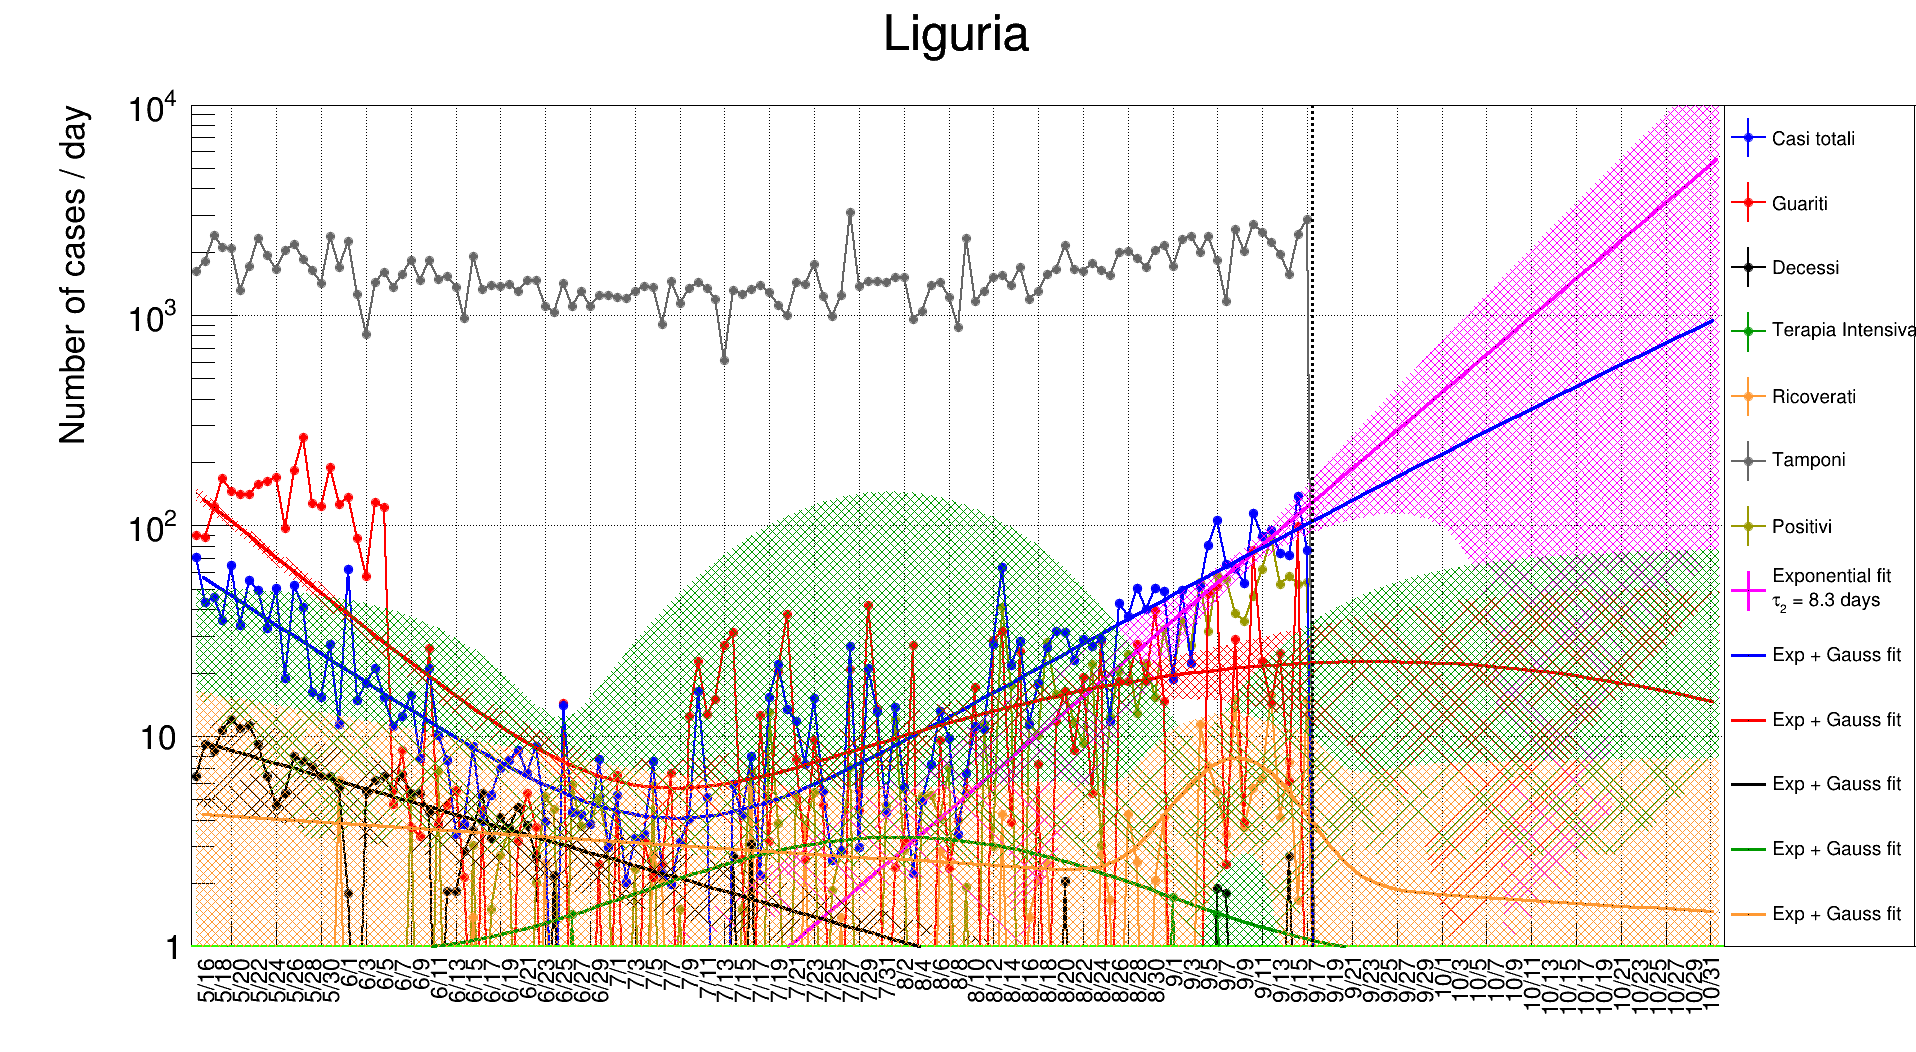 Liguria
Number of cases / day
10^4
10^3
10^2
10
1
5/16 5/18 5/20 5/22 5/24 5/26 5/28 5/30 6/1 6/3 6/5 6/7 6/9 6/11 6/13 6/15 6/17 6/19 6/21 6/23 6/25 6/27 6/29 7/1 7/3 7/5 7/7 7/9 7/11 7/13 7/15 7/17 7/19 7/21 7/23 7/25 7/27 7/29 7/31 8/2 8/4 8/6 8/8 8/10 8/12 8/14 8/16 8/18 8/20 8/22 8/24 8/26 8/28 8/30 9/1 9/3 9/5 9/7 9/9 9/11 9/13 9/15 9/17 9/19 9/21 9/23 9/25 9/27 9/29 10/1 10/3 10/5 10/7 10/9 10/11 10/13 10/15 10/17 10/19 10/21 10/23 10/25 10/27 10/29 10/31
Casi totali
Guariti
Decessi
Terapia Intensiva
Ricoverati
Tamponi
Positivi
Exponential fit
τ2 = 8.3 days
Exp + Gauss fit
Exp + Gauss fit
Exp + Gauss fit
Exp + Gauss fit
Exp + Gauss fit